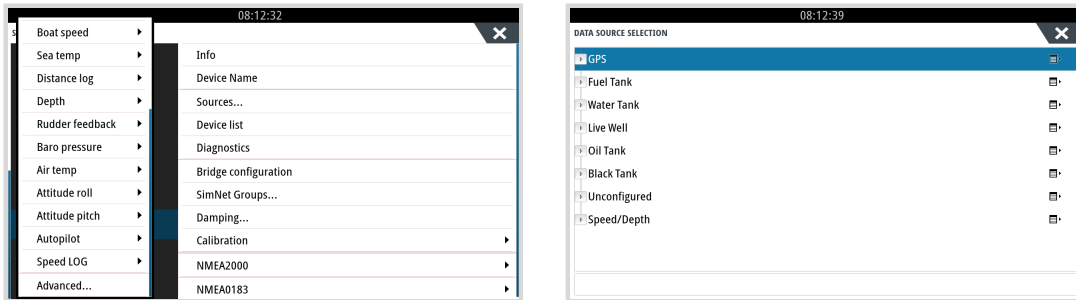 08:12:32
S
Boat speed
Sea temp
Distance log
Depth
Rudder feedback
Baro pressure
Air temp
Attitude roll
Attitude pitch
Autopilot
Speed LOG
Advanced...
Info
Device Name
Sources...
Device list
Diagnostics
Bridge configuration
SimNet Groups...
Damping...
Calibration
NMEA2000
NMEA0183
08:12:39
DATA SOURCE SELECTION
GPS
Fuel Tank
Water Tank
Live Well
Oil Tank
Black Tank
Unconfigured
Speed/Depth